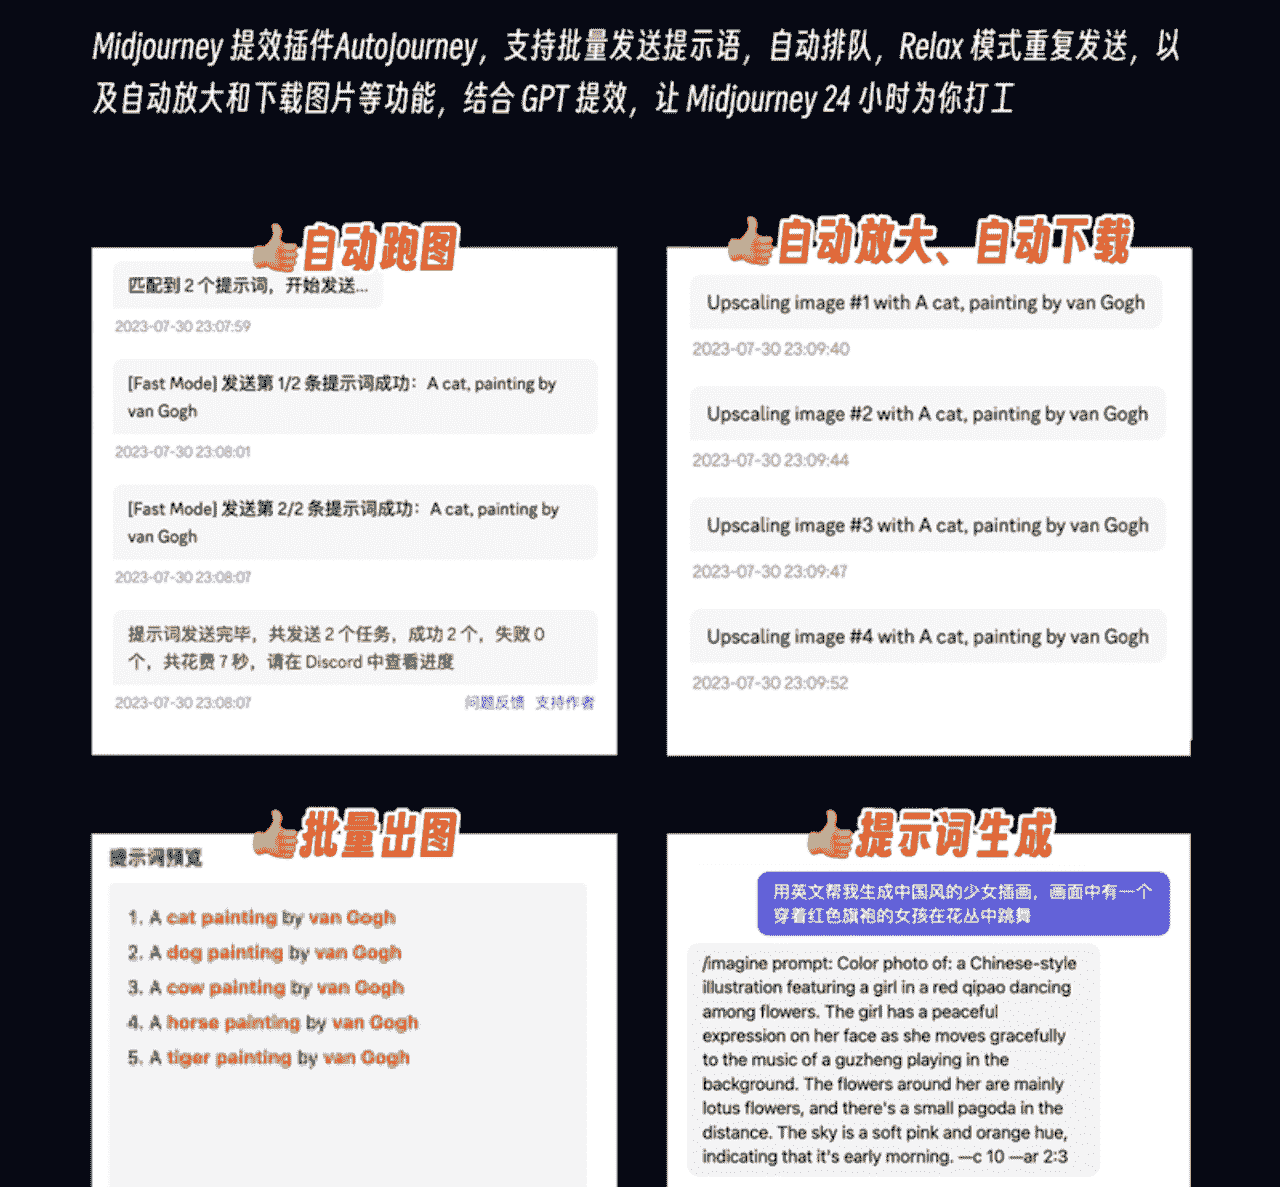 Midjourney 提效插件AutoJourney，支持批量发送提示语，自动排队，Relax 模式重复发送，以
及自动放大和下载图片等功能，结合 GPT 提效，让 Midjourney 24 小时为你打工
自动跑图
匹配到 2 个提示词，开始发送...
2023-07-30 23:07:59
[Fast Mode] 发送第 1/2 条提示词成功：A cat, painting by
van Gogh
2023-07-30 23:08:01
[Fast Mode] 发送第 2/2 条提示词成功：A cat, painting by
van Gogh
2023-07-30 23:08:07
提示词发送完毕，共发送 2 个任务，成功 2 个，失败 0
个，共花费 7 秒，请在 Discord 中查看进度
2023-07-30 23:08:07
问题反馈 支持作者
自动放大、自动下载
Upscaling image #1 with A cat, painting by van Gogh
2023-07-30 23:09:40
Upscaling image #2 with A cat, painting by van Gogh
2023-07-30 23:09:44
Upscaling image #3 with A cat, painting by van Gogh
2023-07-30 23:09:47
Upscaling image #4 with A cat, painting by van Gogh
2023-07-30 23:09:52
批量出图
提示词预览
1. A cat painting by van Gogh
2. A dog painting by van Gogh
3. A cow painting by van Gogh
4. A horse painting by van Gogh
5. A tiger painting by van Gogh
提示词生成
用英文帮我生成中国风的少女插画，画面中有一个
穿着红色旗袍的女孩在花丛中跳舞
/imagine prompt: Color photo of: a Chinese-style
illustration featuring a girl in a red qipao dancing
among flowers. The girl has a peaceful
expression on her face as she moves gracefully
to the music of a guzheng playing in the
background. The flowers around her are mainly
lotus flowers, and there's a small pagoda in the
distance. The sky is a soft pink and orange hue,
indicating that it's early morning. —c 10 —ar 2:3